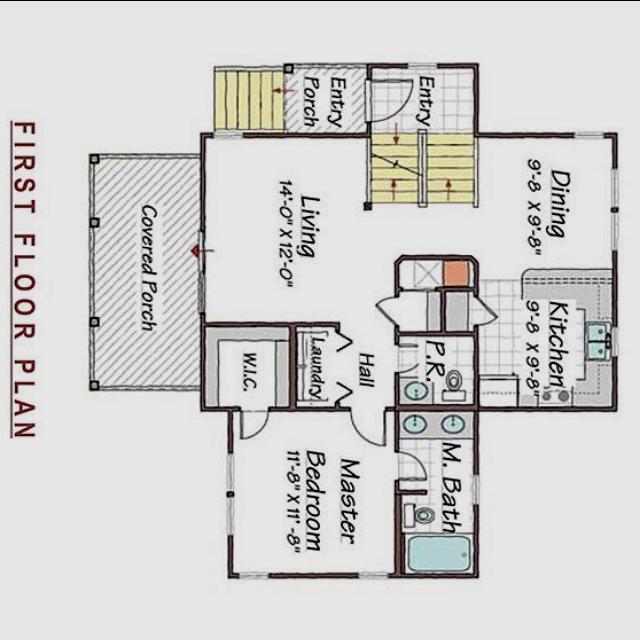 FIRST FLOOR PLAN
Covered Porch
Entry
Porch
Entry
Living
14'-0" X 12'-0"
Dining
9'-8 X 9'-8"
Kitchen
9'-8 X 9'-8"
W.I.C.
Laundry
Hall
P.R.
Master
Bedroom
11'-8" X 11'-8"
M. Bath